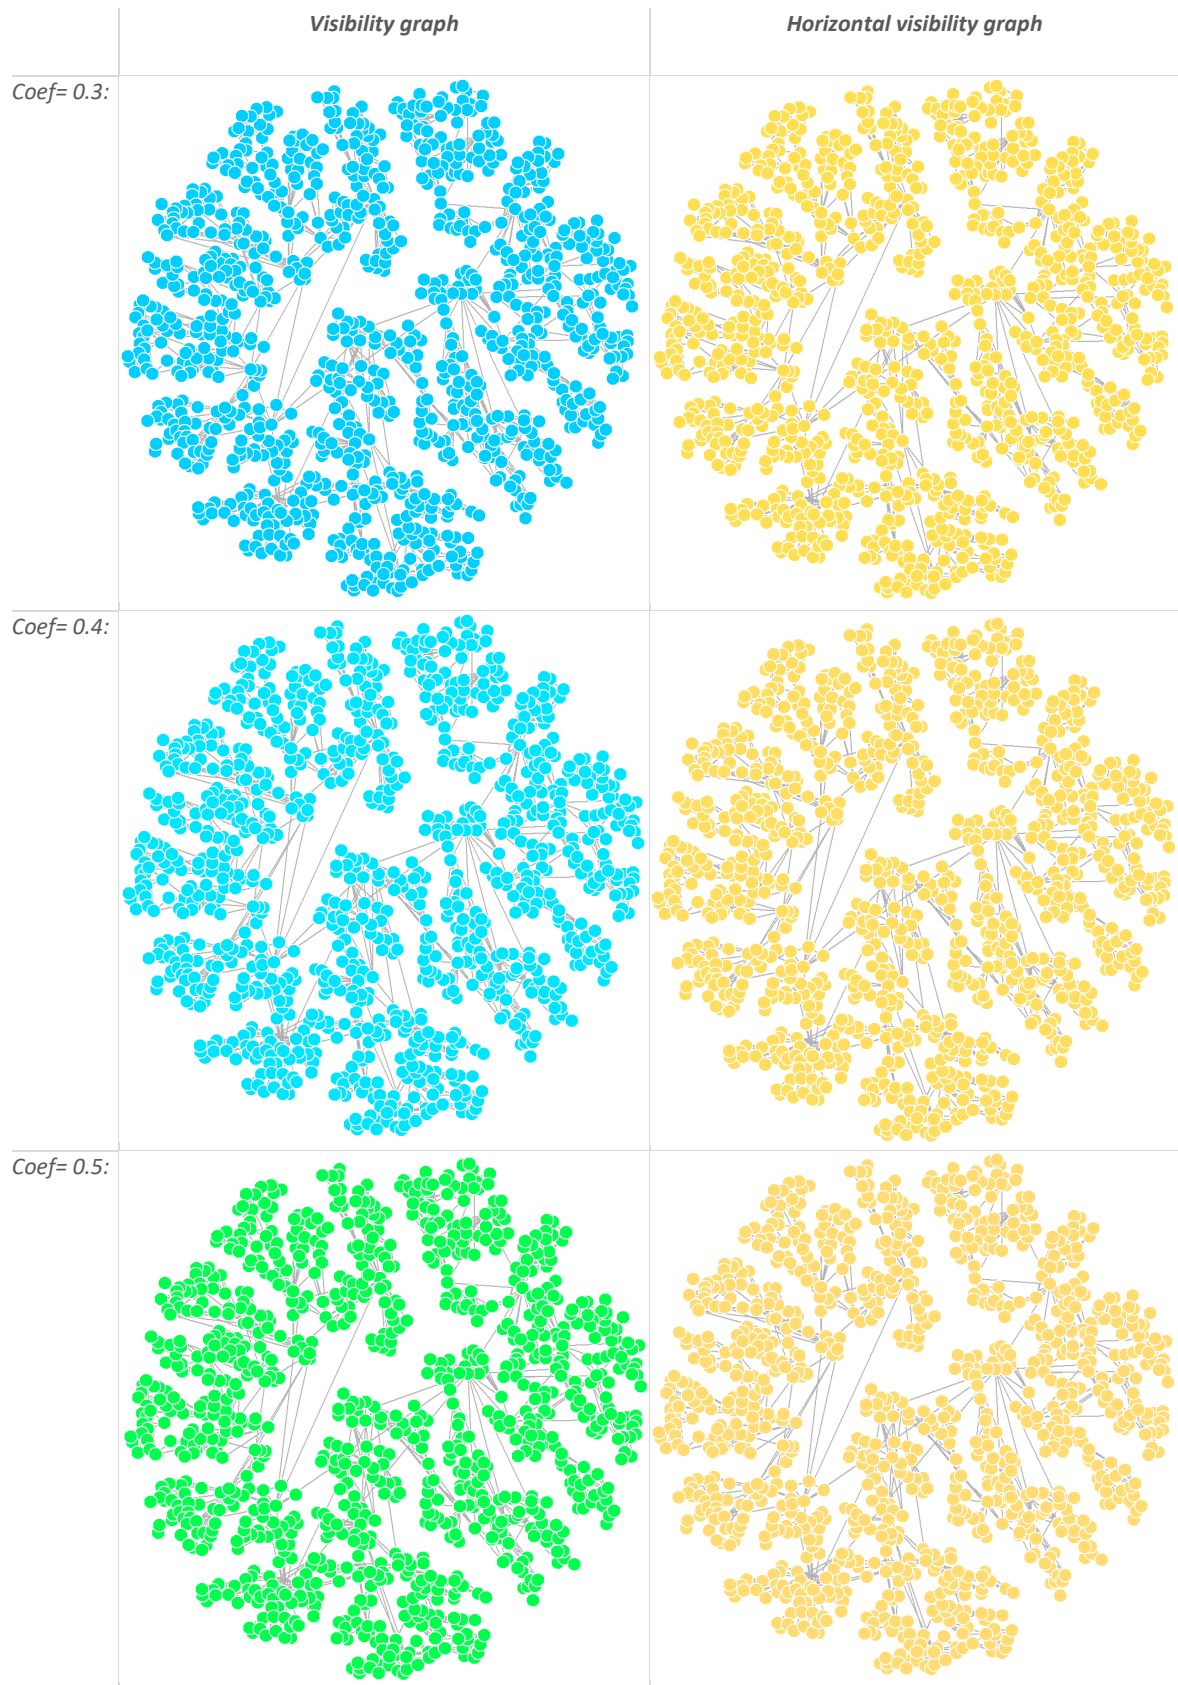 Visibility graph
Horizontal visibility graph
Coef= 0.3:
Coef= 0.4:
Coef= 0.5: